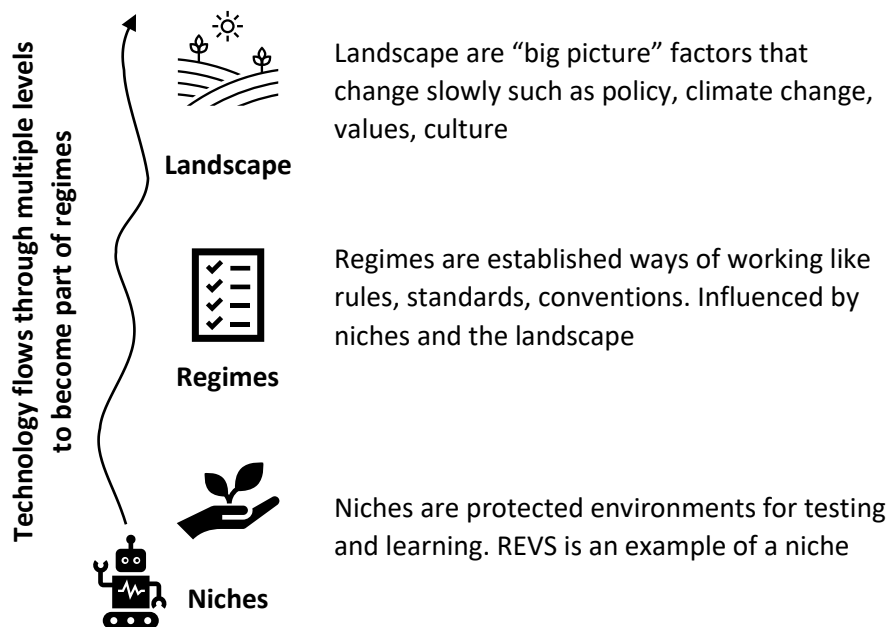 Technology flows through multiple levels
to become part of regimes
Landscape are “big picture” factors that
change slowly such as policy, climate change,
values, culture
Landscape
Regimes are established ways of working like
rules, standards, conventions. Influenced by
niches and the landscape
Regimes
Niches are protected environments for testing
and learning. REVS is an example of a niche
Niches